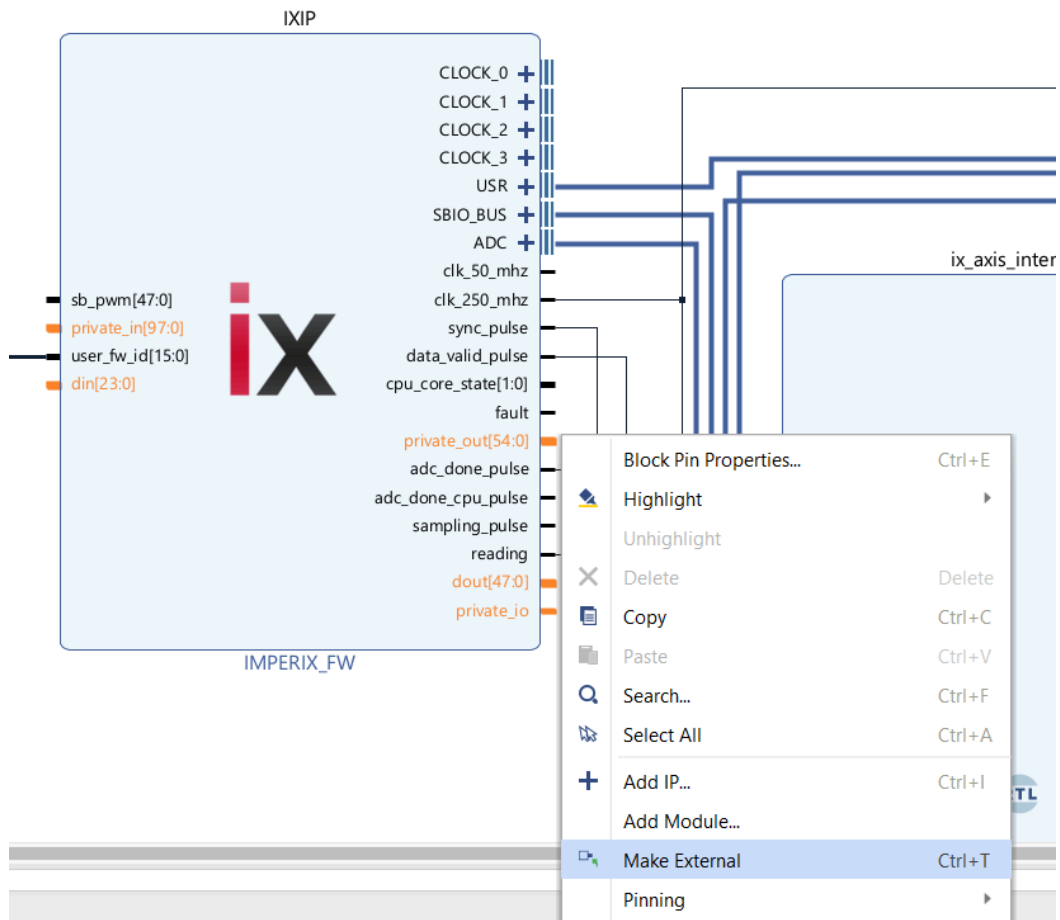 IXIP
CLOCK_0
CLOCK_1
CLOCK_2
CLOCK_3
USR
SBIO_BUS
ADC
clk_50_mhz
clk_250_mhz
sync_pulse
data_valid_pulse
cpu_core_state[1:0]
fault
private_out[54:0]
adc_done_pulse
adc_done_cpu_pulse
sampling_pulse
reading
dout[47:0]
private_io
sb_pwm[47:0]
private_in[97:0]
user_fw_id[15:0]
din[23:0]
ix
IMPERIX_FW
ix_axis_inter
Block Pin Properties... Ctrl+E
Highlight
Unhighlight
Delete Delete
Copy Ctrl+C
Paste Ctrl+V
Search... Ctrl+F
Select All Ctrl+A
Add IP... Ctrl+I
Add Module...
Make External Ctrl+T
Pinning
TL